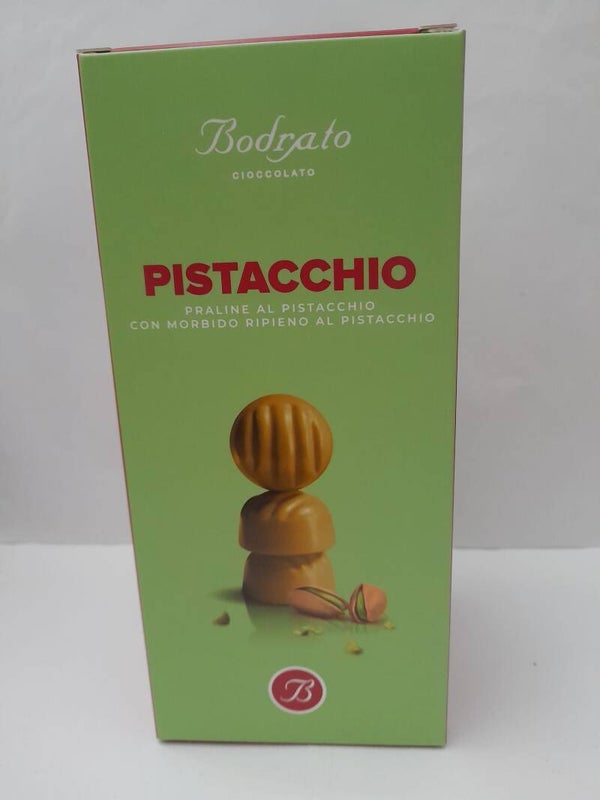 Bodrato
CIOCCOLATO
PISTACCHIO
PRALINE AL PISTACCHIO
CON MORBIDO RIPIENO AL PISTACCHIO
B